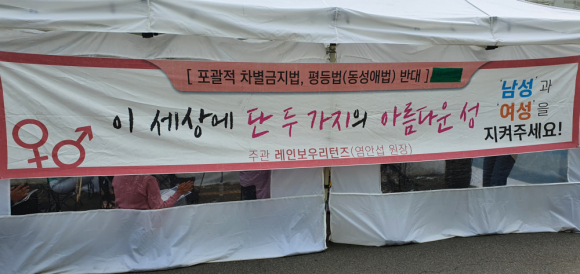 [ 포괄적 차별금지법, 평등법(동성애법) 반대 ]
이 세상에 단 두 가지의 아름다운 성
남성과
여성을
지켜주세요!
주관 레인보우리턴즈(염안섭 원장)